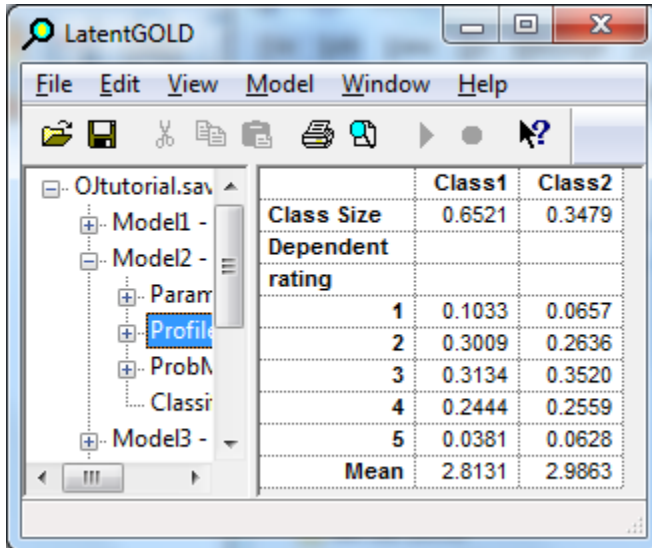 LatentGOLD
File Edit View Model Window Help
OJtutorial.sav
Model1 -
Model2 -
Param
Profile
ProbM
Classif
Model3 -
Class1 Class2
Class Size 0.6521 0.3479
Dependent
rating
1 0.1033 0.0657
2 0.3009 0.2636
3 0.3134 0.3520
4 0.2444 0.2559
5 0.0381 0.0628
Mean 2.8131 2.9863